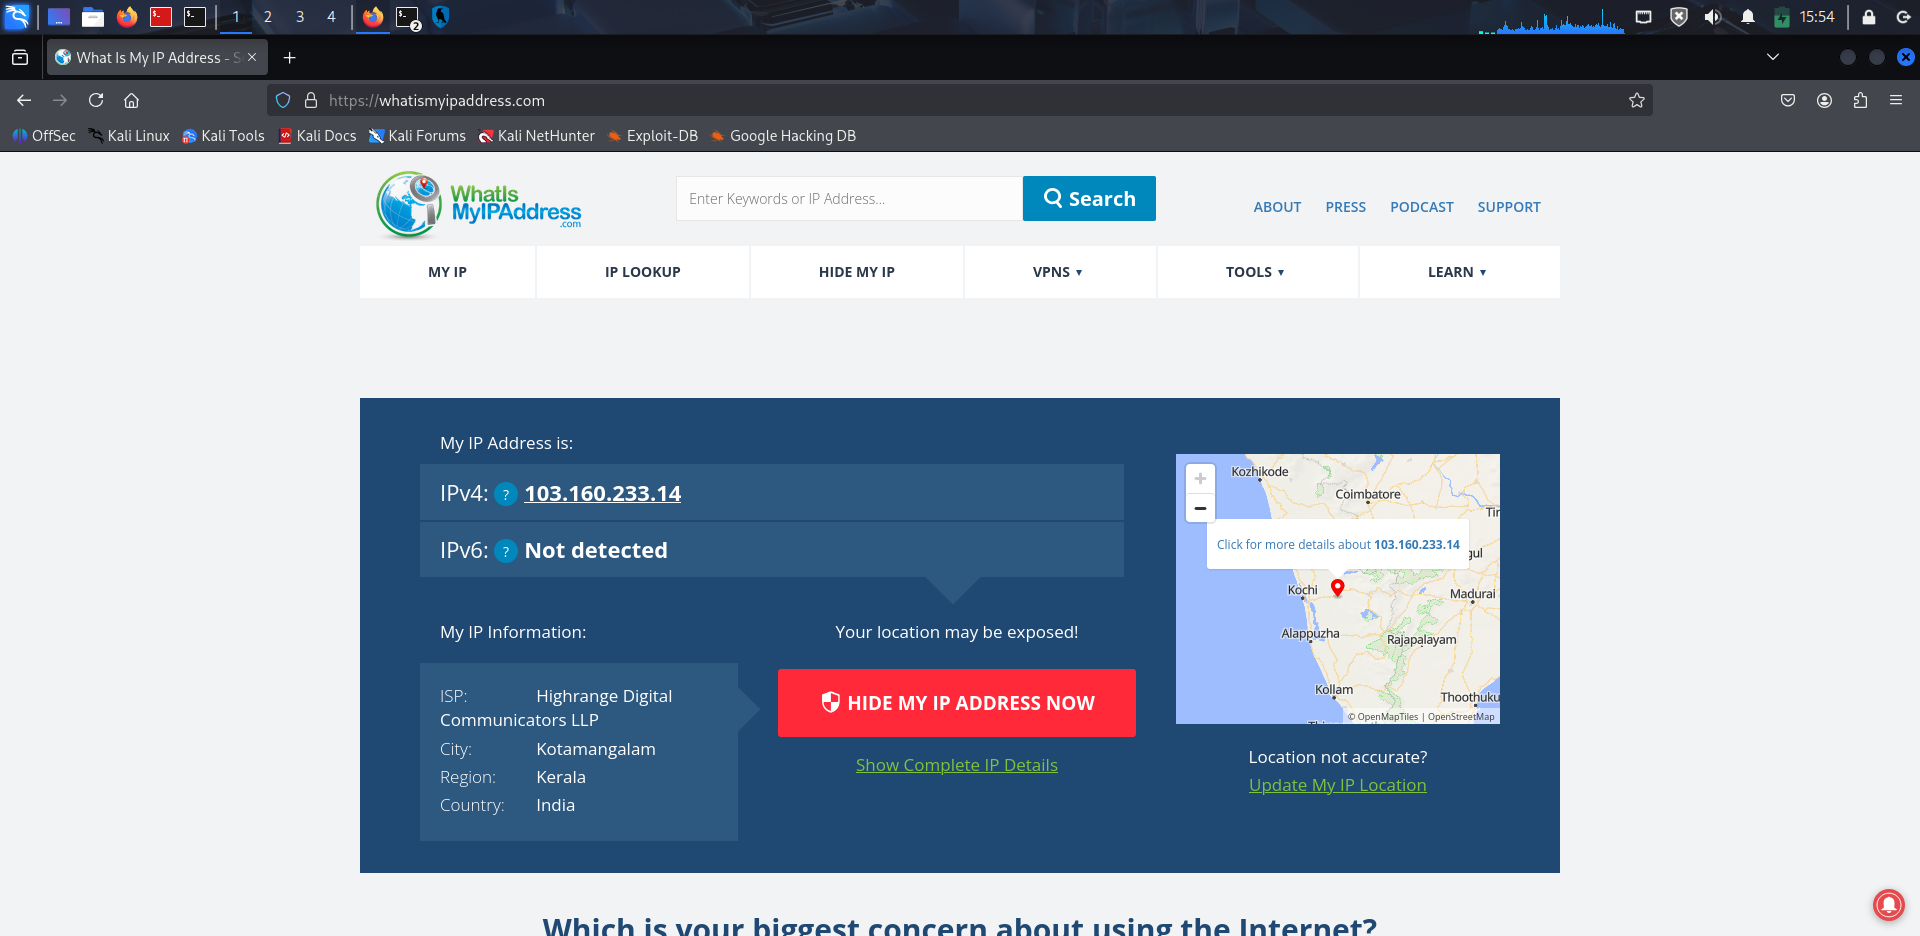 1 2 3 4 2 15:54
What Is My IP Address - S
https://whatismyipaddress.com
OffSec Kali Linux Kali Tools Kali Docs Kali Forums Kali NetHunter Exploit-DB Google Hacking DB
WhatIs
MyIPAddress
.com
Enter Keywords or IP Address...
Search
ABOUT PRESS PODCAST SUPPORT
MY IP IP LOOKUP HIDE MY IP VPNS ▾ TOOLS ▾ LEARN ▾
My IP Address is:
IPv4: ? 103.160.233.14
IPv6: ? Not detected
My IP Information:
ISP: Highrange Digital
Communicators LLP
City: Kotamangalam
Region: Kerala
Country: India
Your location may be exposed!
HIDE MY IP ADDRESS NOW
Show Complete IP Details
+
−
Kozhikode
Coimbatore
Click for more details about 103.160.233.14
Kochi
Madurai
Alappuzha
Rajapalayam
Kollam
Thoothuku
© OpenMapTiles | OpenStreetMap
Location not accurate?
Update My IP Location
Which is your biggest concern about using the Internet?